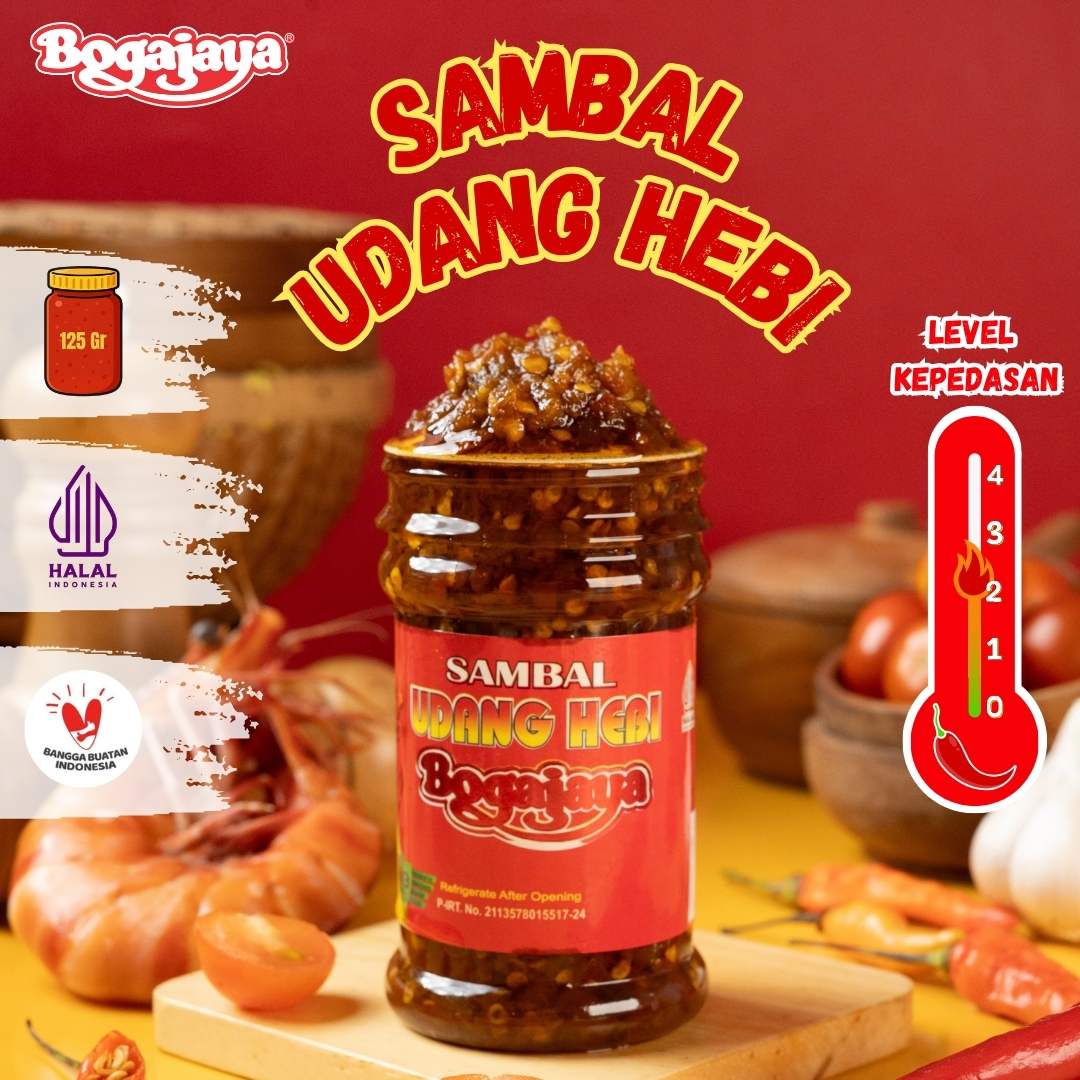 Bogajaya®
SAMBAL
UDANG HEBI
125 Gr
HALAL
INDONESIA
BANGGA BUATAN
INDONESIA
LEVEL
KEPEDASAN
4
3
2
1
0
SAMBAL
UDANG HEBI
Bogajaya
Refrigerate After Opening
P-IRT. No. 2113578015517-24